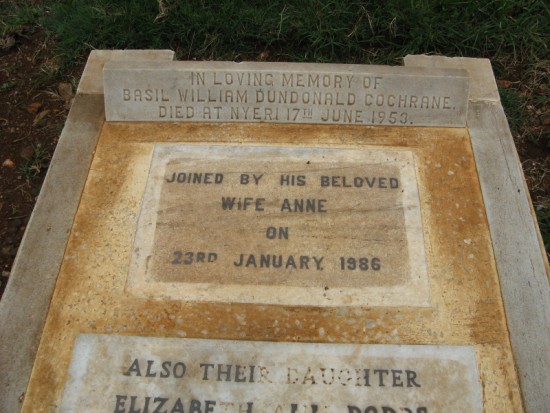 IN LOVING MEMORY OF
BASIL WILLIAM DUNDONALD COCHRANE.
DIED AT NYERI 17TH JUNE 1953.
JOINED BY HIS BELOVED
WIFE ANNE
ON
23RD JANUARY, 1986
ALSO THEIR DAUGHTER
ELIZABETH DODDS